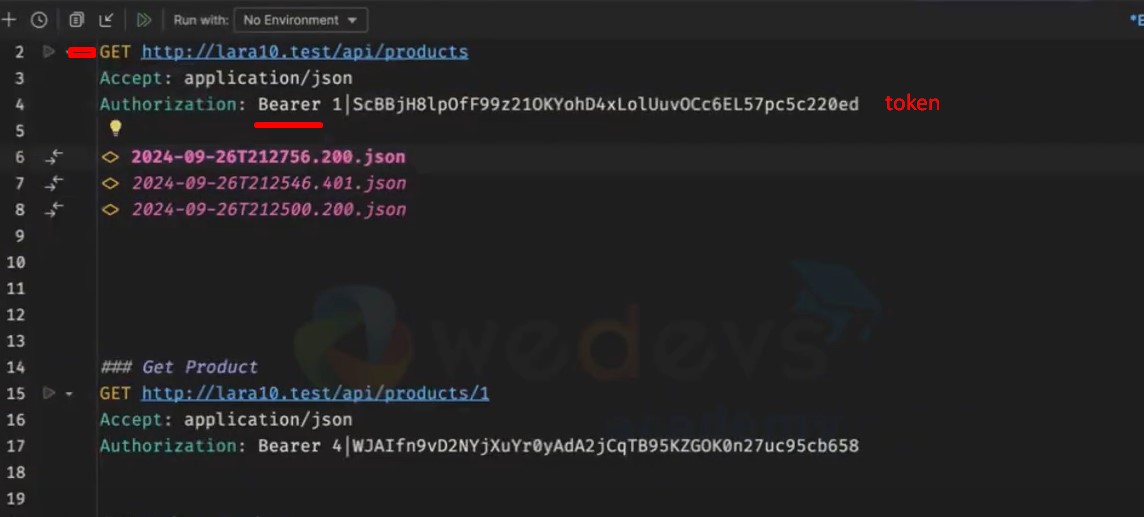 Run with: No Environment
2 GET http://lara10.test/api/products
3 Accept: application/json
4 Authorization: Bearer 1|ScBBjH8lpOfF99z21OKYohD4xLolUuvOCc6EL57pc5c220ed token
5
6 2024-09-26T212756.200.json
7 2024-09-26T212546.401.json
8 2024-09-26T212500.200.json
9
10
11
12
13
14 ### Get Product
15 GET http://lara10.test/api/products/1
16 Accept: application/json
17 Authorization: Bearer 4|WJAIfn9vD2NYjXuYr0yAdA2jCqTB95KZGOK0n27uc95cb658
18
19
wedevs
academy